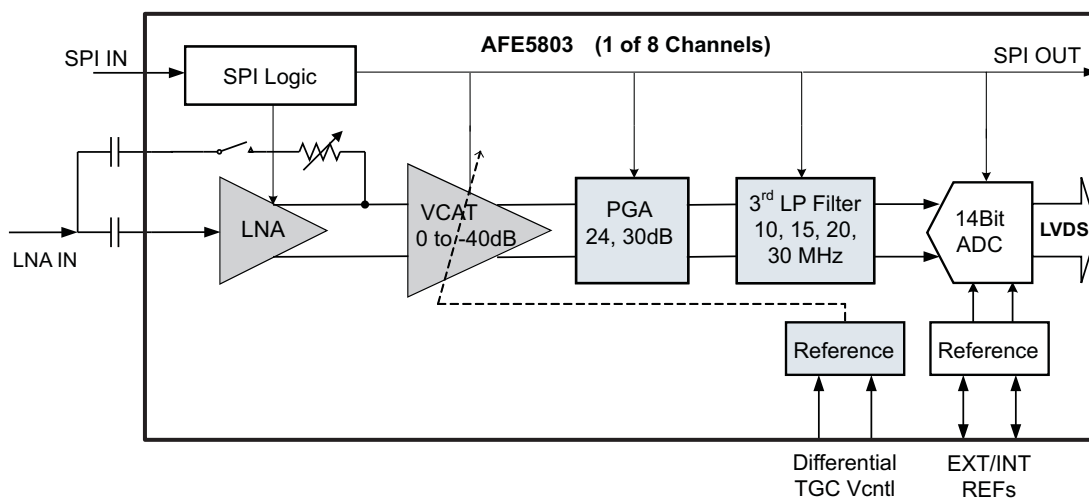 AFE5803 (1 of 8 Channels)
SPI IN
SPI Logic
SPI OUT
LNA IN
LNA
VCAT
0 to -40dB
PGA
24, 30dB
3rd LP Filter
10, 15, 20,
30 MHz
14Bit
ADC
LVDS
Reference
Reference
Differential
TGC Vcntl
EXT/INT
REFs